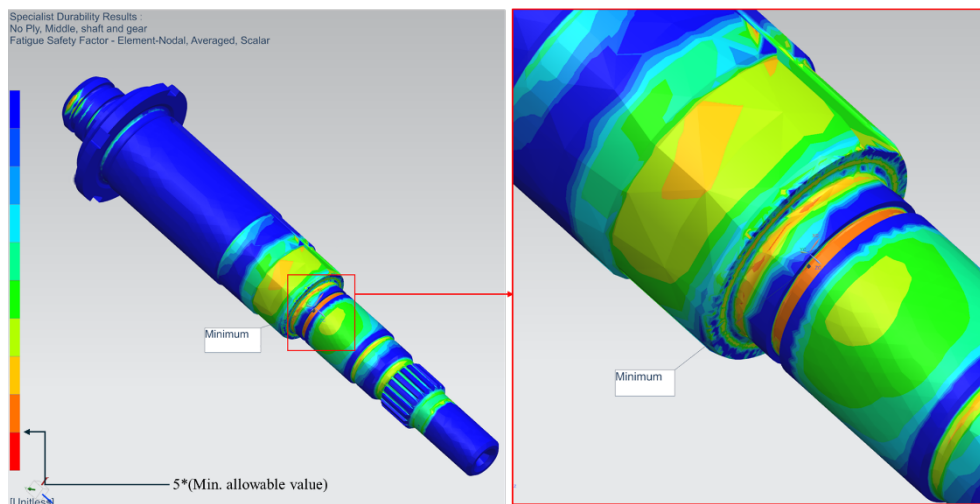 Specialist Durability Results :
No Ply, Middle, shaft and gear
Fatigue Safety Factor - Element-Nodal, Averaged, Scalar
Minimum
Minimum
5*(Min. allowable value)
[Unitless]